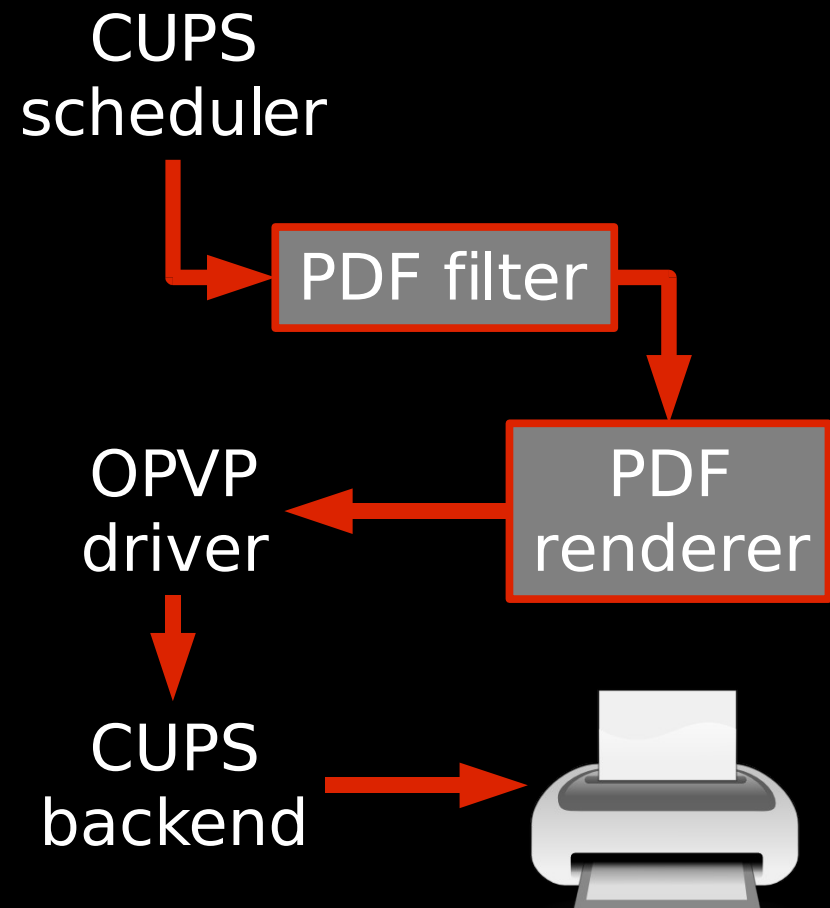 CUPS
scheduler
PDF filter
PDF
renderer
OPVP
driver
CUPS
backend